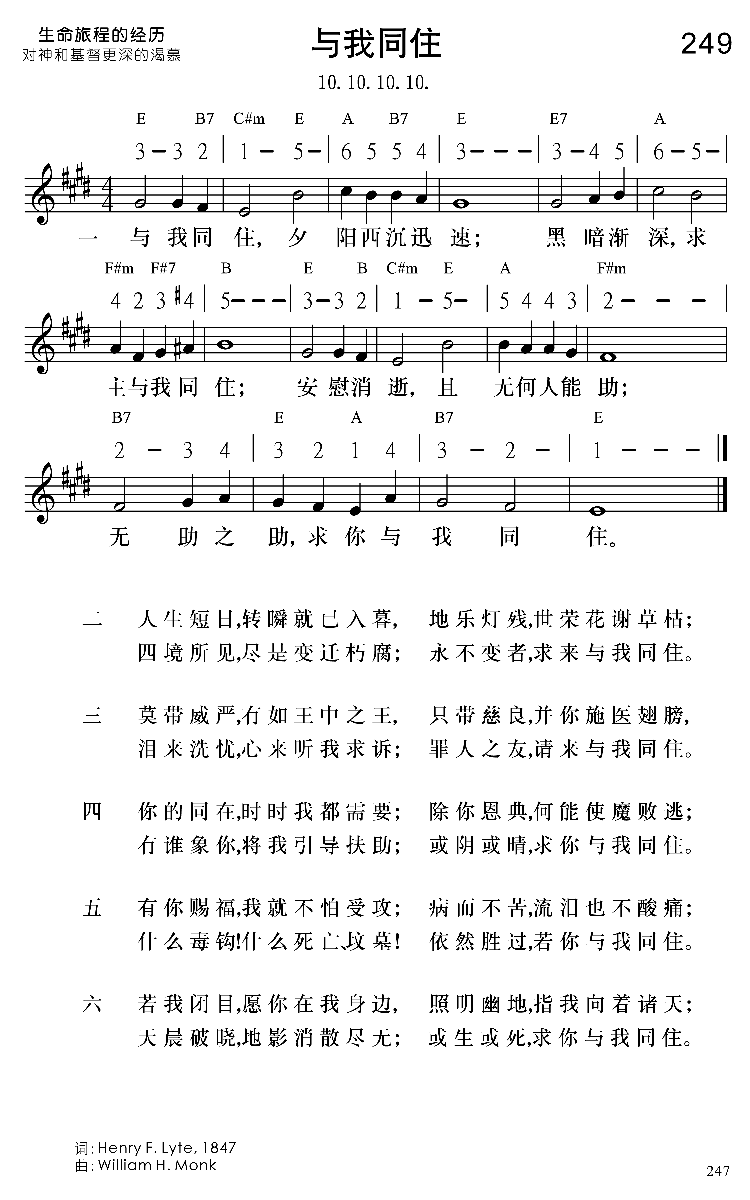 生命旅程的经历
对神和基督更深的渴慕
与我同住
249
10. 10. 10. 10.
E B7 C#m E A B7 E E7 A
3 – 3 2 | 1 – 5 – | 6 5 5 4 | 3 – – – | 3 – 4 5 | 6 – 5 – |
4 4
一 与 我 同 住, 夕 阳 西 沉 迅 速; 黑 暗 渐 深, 求
F#m F#7 B E B C#m E A F#m
4 2 3 #4 | 5 – – – | 3 – 3 2 | 1 – 5 – | 5 4 4 3 | 2 – – – |
主 与 我 同 住; 安 慰 消 逝, 且 无 何 人 能 助;
B7 E A B7 E
2 – 3 4 | 3 2 1 4 | 3 – 2 – | 1 – – –
无 助 之 助, 求 你 与 我 同 住。
二 人生短日,转瞬就已入暮, 地乐灯残,世荣花谢草枯;
四境所见,尽是变迁朽腐; 永不变者,求来与我同住。
三 莫带威严,有如王中之王, 只带慈良,并你施医翅膀,
泪来洗忧,心来听我求诉; 罪人之友,请来与我同住。
四 你的同在,时时我都需要; 除你恩典,何能使魔败逃;
有谁象你,将我引导扶助; 或阴或晴,求你与我同住。
五 有你赐福,我就不怕受攻; 病而不苦,流泪也不酸痛;
什么毒钩!什么死亡、坟墓! 依然胜过,若你与我同住。
六 若我闭目,愿你在我身边, 照明幽地,指我向着诸天;
天晨破晓,地影消散尽无; 或生或死,求你与我同住。
词: Henry F. Lyte, 1847
曲: William H. Monk
247